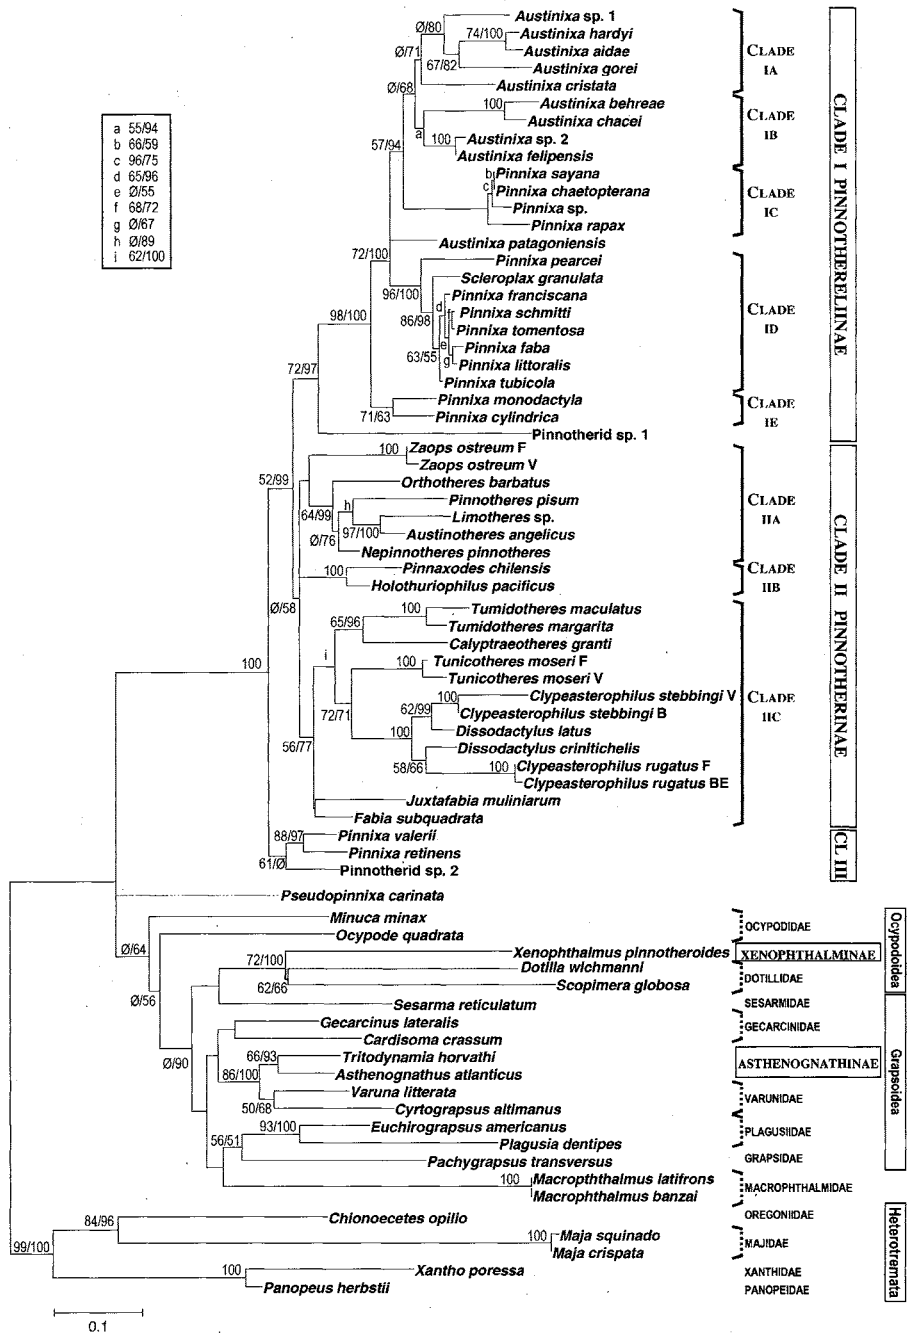 Ø/80
Austinixa sp. 1
74/100
Austinixa hardyi
Austinixa aidae
Ø/71
67/82
Austinixa gorei
Ø/68
Austinixa cristata
CLADE
IA
100
Austinixa behreae
Austinixa chacei
a
100
Austinixa sp. 2
Austinixa felipensis
CLADE
IB
57/94
b
Pinnixa sayana
c
Pinnixa chaetopterana
Pinnixa sp.
Pinnixa rapax
CLADE
IC
a 55/94
b 66/59
c 96/75
d 65/96
e Ø/55
f 68/72
g Ø/67
h Ø/89
i 62/100
72/100
Austinixa patagoniensis
Pinnixa pearcei
96/100
Scleroplax granulata
d
Pinnixa franciscana
86/98
Pinnixa schmitti
Pinnixa tomentosa
e
Pinnixa faba
63/55
g
Pinnixa littoralis
Pinnixa tubicola
CLADE
ID
98/100
72/97
Pinnixa monodactyla
71/63
Pinnixa cylindrica
CLADE
IE
Pinnotherid sp. 1
CLADE I PINNOTHERELIINAE
100
Zaops ostreum F
Zaops ostreum V
52/99
Orthotheres barbatus
64/99
h
Pinnotheres pisum
Limotheres sp.
97/100
Austinotheres angelicus
Ø/76
Nepinnotheres pinnotheres
CLADE
IIA
100
Pinnaxodes chilensis
Holothuriophilus pacificus
CLADE
IIB
Ø/58
100
Tumidotheres maculatus
65/96
Tumidotheres margarita
Calyptraeotheres granti
i
100
Tunicotheres moseri F
Tunicotheres moseri V
72/71
100
Clypeasterophilus stebbingi V
62/99
Clypeasterophilus stebbingi B
Dissodactylus latus
100
Dissodactylus crinitichelis
58/66
100
Clypeasterophilus rugatus F
Clypeasterophilus rugatus BE
56/77
Juxtafabia muliniarum
Fabia subquadrata
CLADE
IIC
CLADE II PINNOTHERINAE
100
88/97
Pinnixa valerii
Pinnixa retinens
61/Ø
Pinnotherid sp. 2
CL III
Pseudopinnixa carinata
Minuca minax
Ø/64
Ocypode quadrata
OCYPODIDAE
72/100
Xenophthalmus pinnotheroides
XENOPHTHALMINAE
Dotilla wichmanni
62/66
Scopimera globosa
DOTILLIDAE
Ocypodoidea
Ø/56
Sesarma reticulatum
SESARMIDAE
Gecarcinus lateralis
Cardisoma crassum
GECARCINIDAE
Ø/90
66/93
Tritodynamia horvathi
86/100
Asthenognathus atlanticus
ASTHENOGNATHINAE
Varuna litterata
50/68
Cyrtograpsus altimanus
VARUNIDAE
93/100
Euchirograpsus americanus
56/51
Plagusia dentipes
PLAGUSIIDAE
Pachygrapsus transversus
GRAPSIDAE
Grapsoidea
100
Macropthalmus latifrons
Macrophthalmus banzai
MACROPHTHALMIDAE
84/96
Chionoecetes opilio
OREGONIIDAE
100
Maja squinado
Maja crispata
MAJIDAE
99/100
100
Xantho poressa
XANTHIDAE
Panopeus herbstii
PANOPEIDAE
Heterotremata
0.1